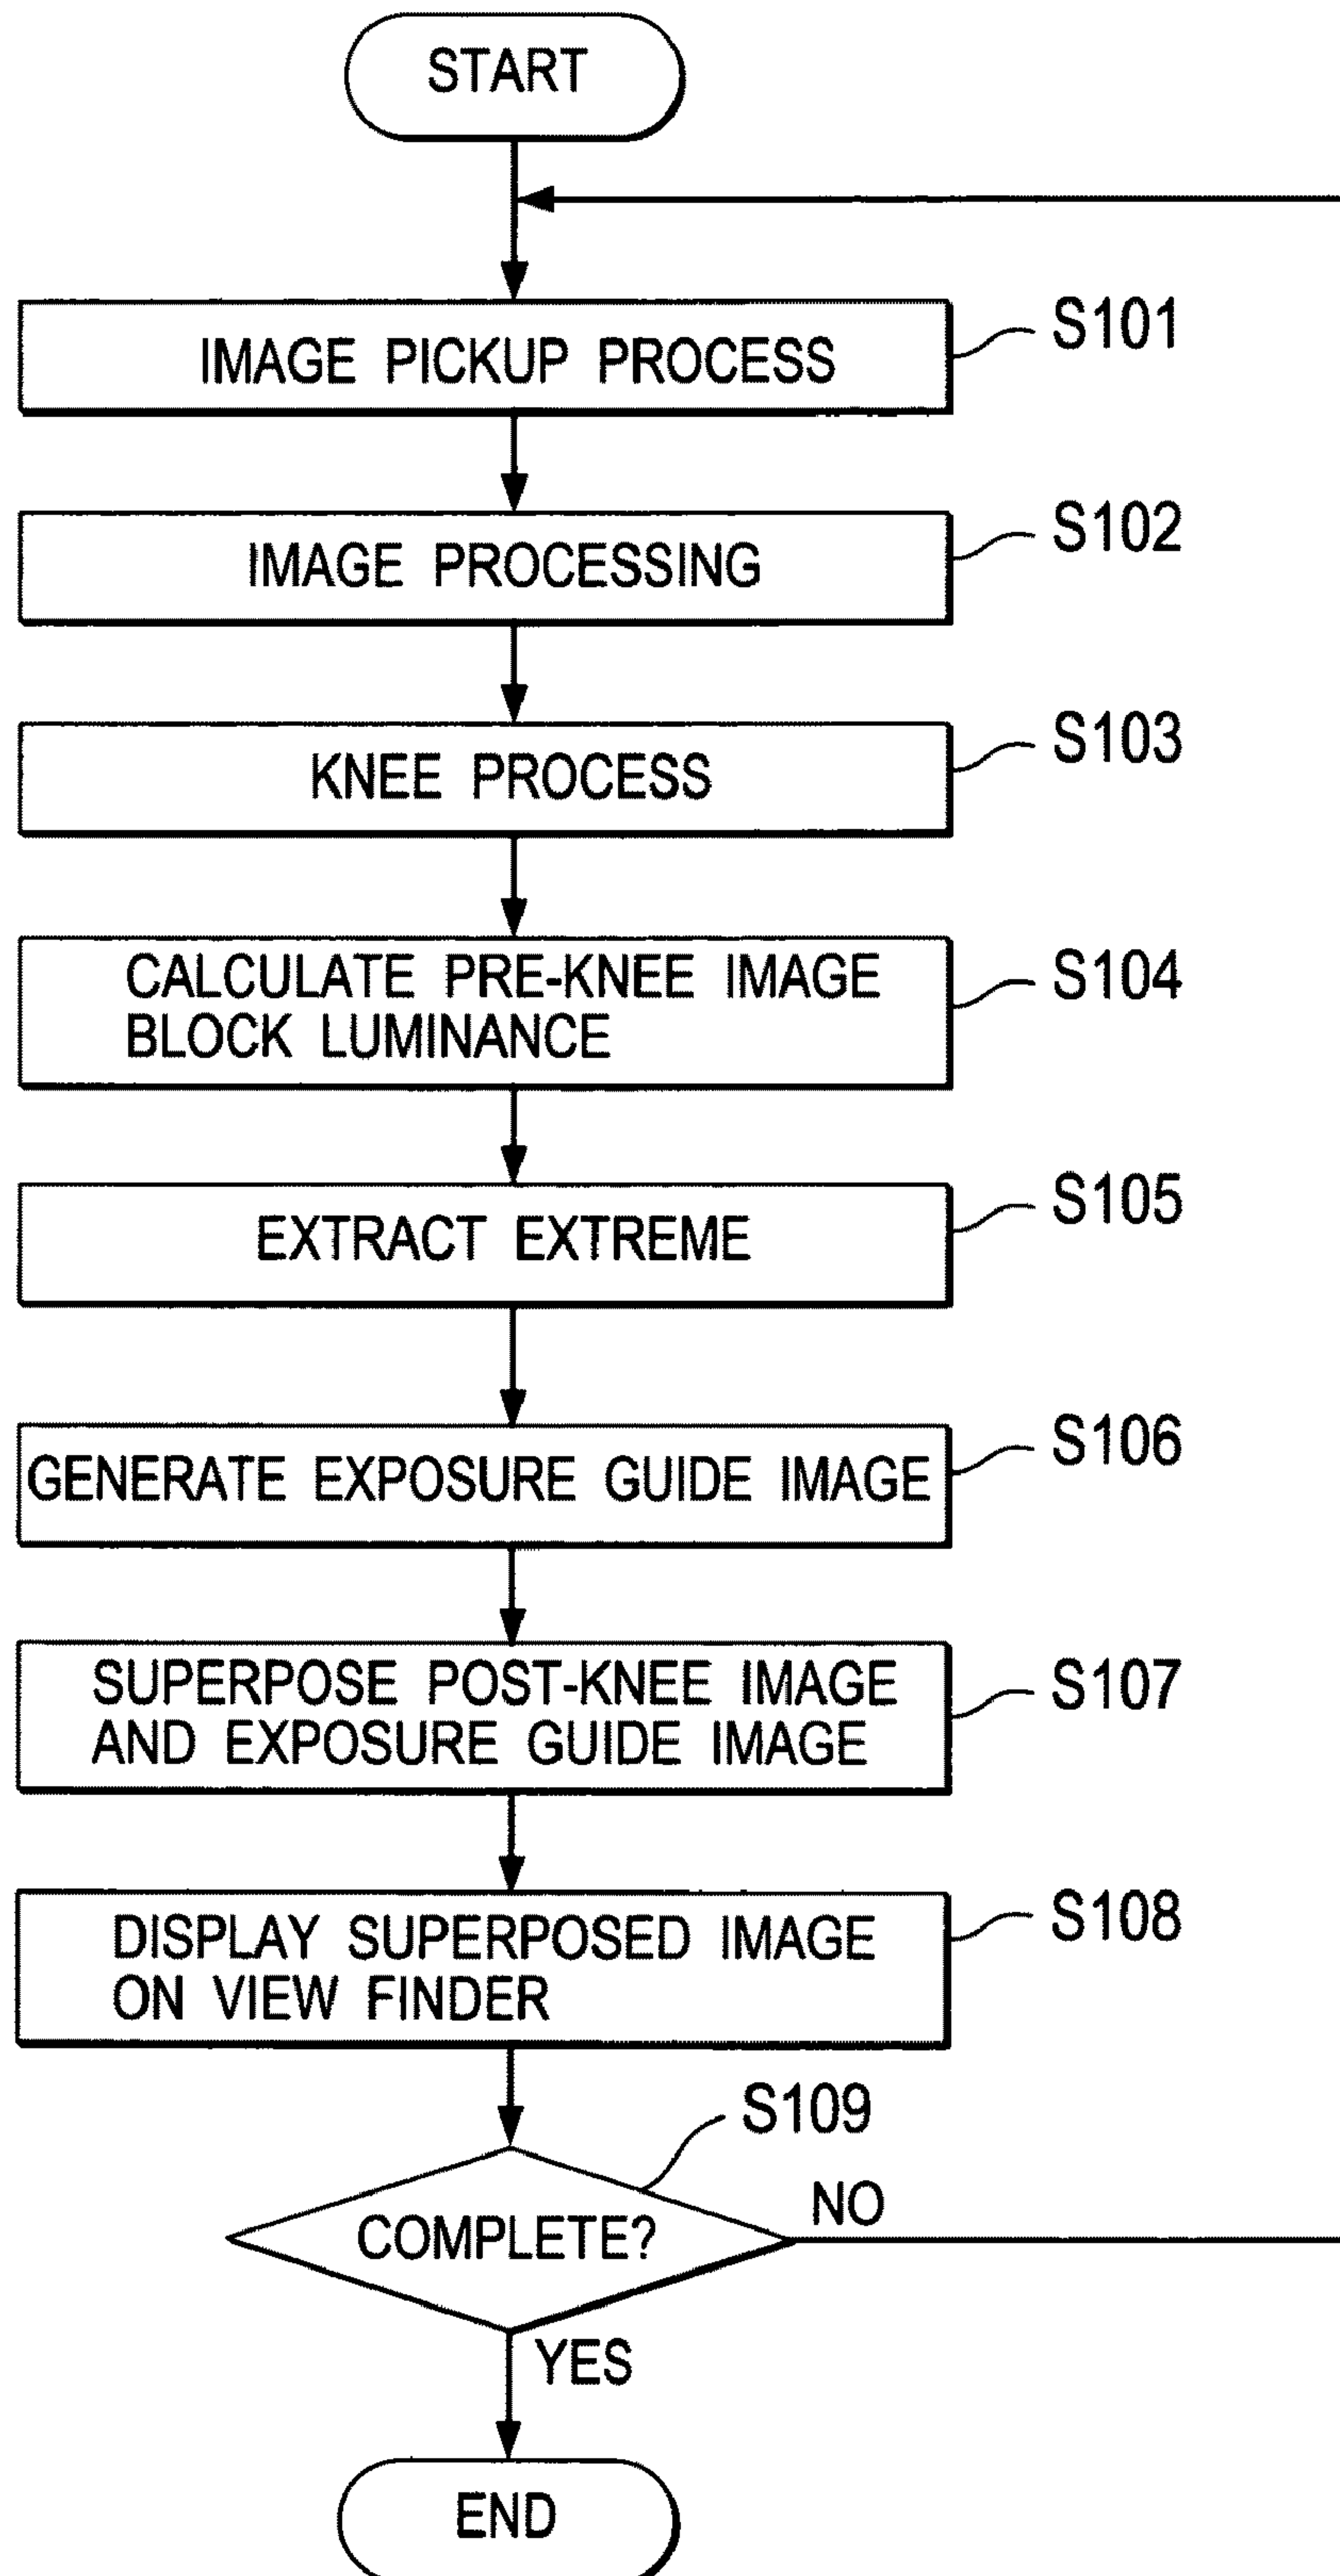 START
IMAGE PICKUP PROCESS
S101
IMAGE PROCESSING
S102
KNEE PROCESS
S103
CALCULATE PRE-KNEE IMAGE
BLOCK LUMINANCE
S104
EXTRACT EXTREME
S105
GENERATE EXPOSURE GUIDE IMAGE
S106
SUPERPOSE POST-KNEE IMAGE
AND EXPOSURE GUIDE IMAGE
S107
DISPLAY SUPERPOSED IMAGE
ON VIEW FINDER
S108
S109
COMPLETE?
NO
YES
END